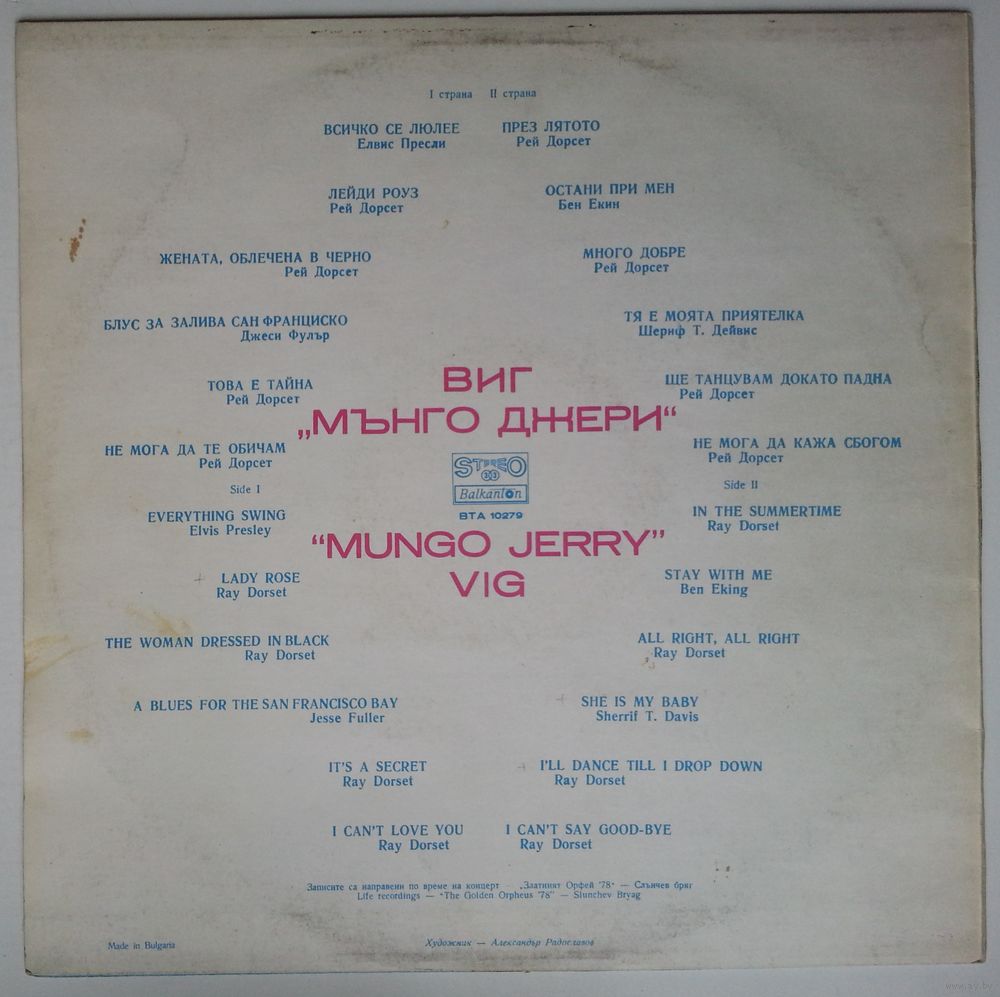 I страна II страна
ВСИЧКО СЕ ЛЮЛЕЕ
Елвис Пресли
ПРЕЗ ЛЯТОТО
Рей Дорсет
ЛЕЙДИ РОУЗ
Рей Дорсет
ОСТАНИ ПРИ МЕН
Бен Екин
ЖЕНАТА, ОБЛЕЧЕНА В ЧЕРНО
Рей Дорсет
МНОГО ДОБРЕ
Рей Дорсет
БЛУС ЗА ЗАЛИВА САН ФРАНЦИСКО
Джеси Фулър
ТЯ Е МОЯТА ПРИЯТЕЛКА
Шериф Т. Дейвис
ТОВА Е ТАЙНА
Рей Дорсет
ЩЕ ТАНЦУВАМ ДОКАТО ПАДНА
Рей Дорсет
НЕ МОГА ДА ТЕ ОБИЧАМ
Рей Дорсет
НЕ МОГА ДА КАЖА СБОГОМ
Рей Дорсет
ВИГ
„МЪНГО ДЖЕРИ“
STEREO
33
Balkanton
ВТА 10279
“MUNGO JERRY”
VIG
Side I
Side II
EVERYTHING SWING
Elvis Presley
IN THE SUMMERTIME
Ray Dorset
LADY ROSE
Ray Dorset
STAY WITH ME
Ben Eking
THE WOMAN DRESSED IN BLACK
Ray Dorset
ALL RIGHT, ALL RIGHT
Ray Dorset
A BLUES FOR THE SAN FRANCISCO BAY
Jesse Fuller
SHE IS MY BABY
Sherrif T. Davis
IT'S A SECRET
Ray Dorset
I'LL DANCE TILL I DROP DOWN
Ray Dorset
I CAN'T LOVE YOU
Ray Dorset
I CAN'T SAY GOOD-BYE
Ray Dorset
Записите са направени по време на концерт — „Златният Орфей '78“ — Слънчев бряг
Life recordings — “The Golden Orpheus '78” — Slunchev Bryag
Made in Bulgaria
Художник — Александър Радославов
www.ay.by